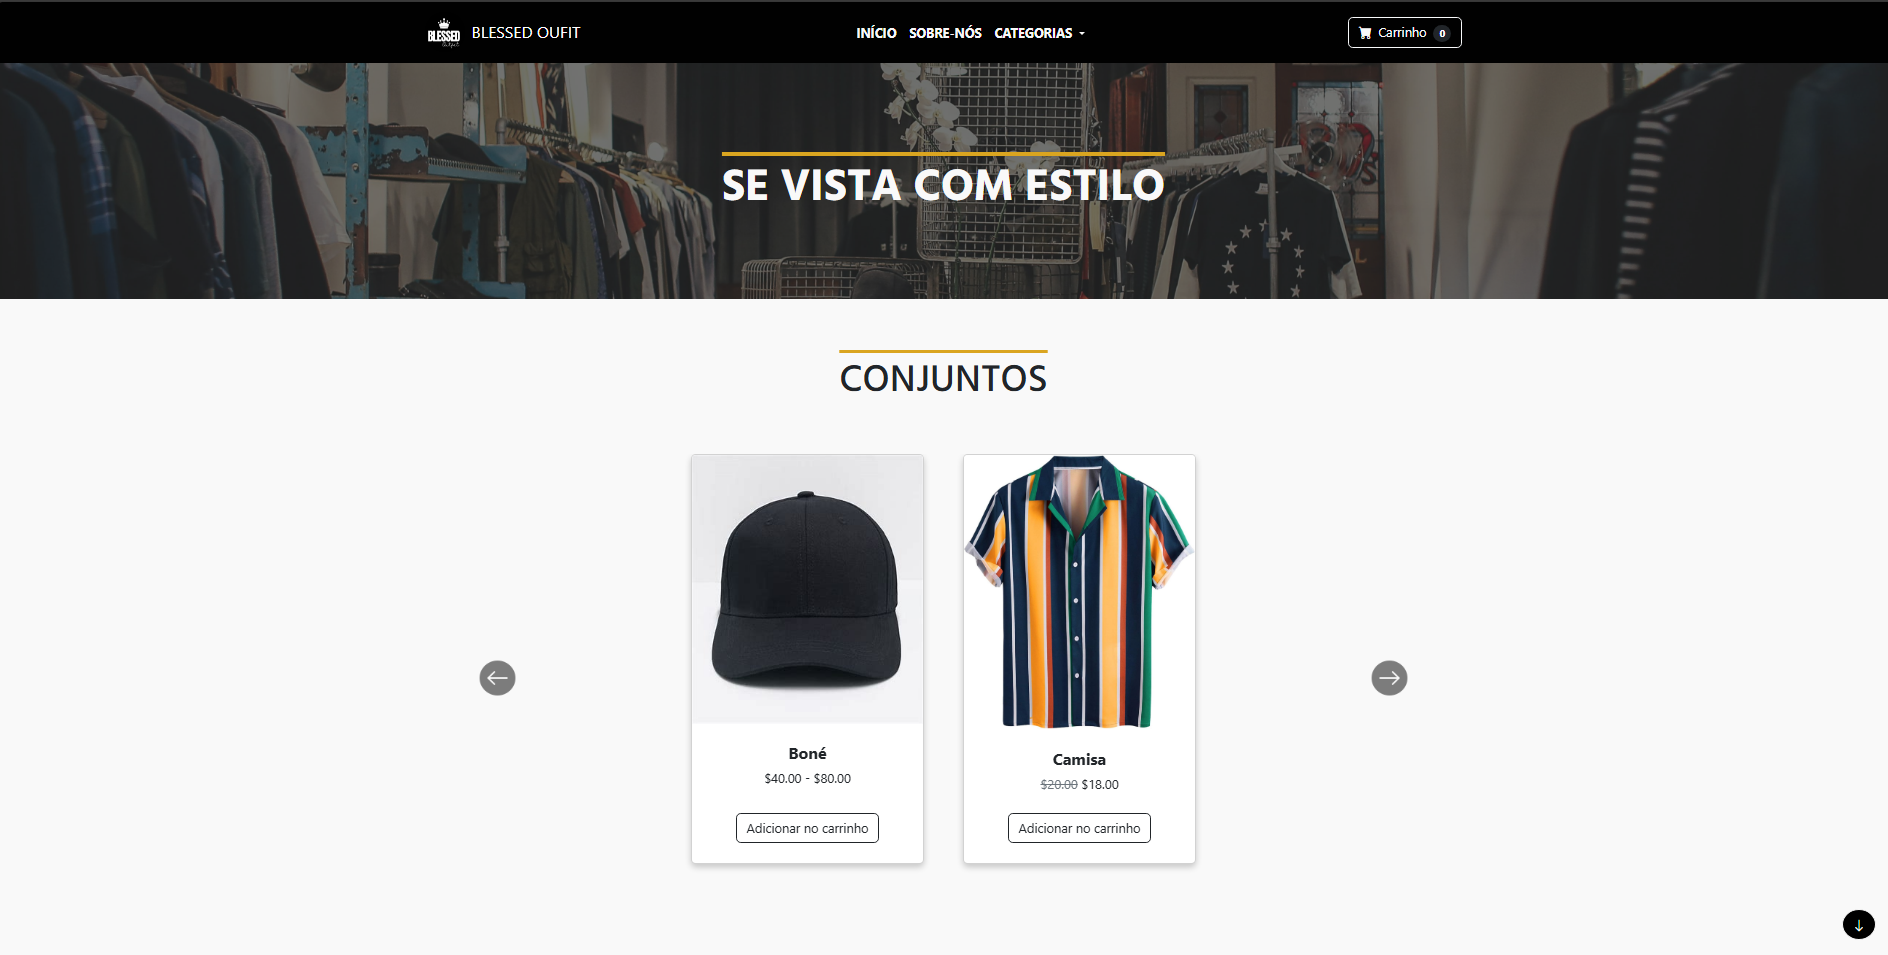 BLESSED
Outfit
BLESSED OUFIT
INÍCIO SOBRE-NÓS CATEGORIAS
Carrinho 0
SE VISTA COM ESTILO
CONJUNTOS
Boné
$40.00 - $80.00
Adicionar no carrinho
Camisa
$20.00 $18.00
Adicionar no carrinho